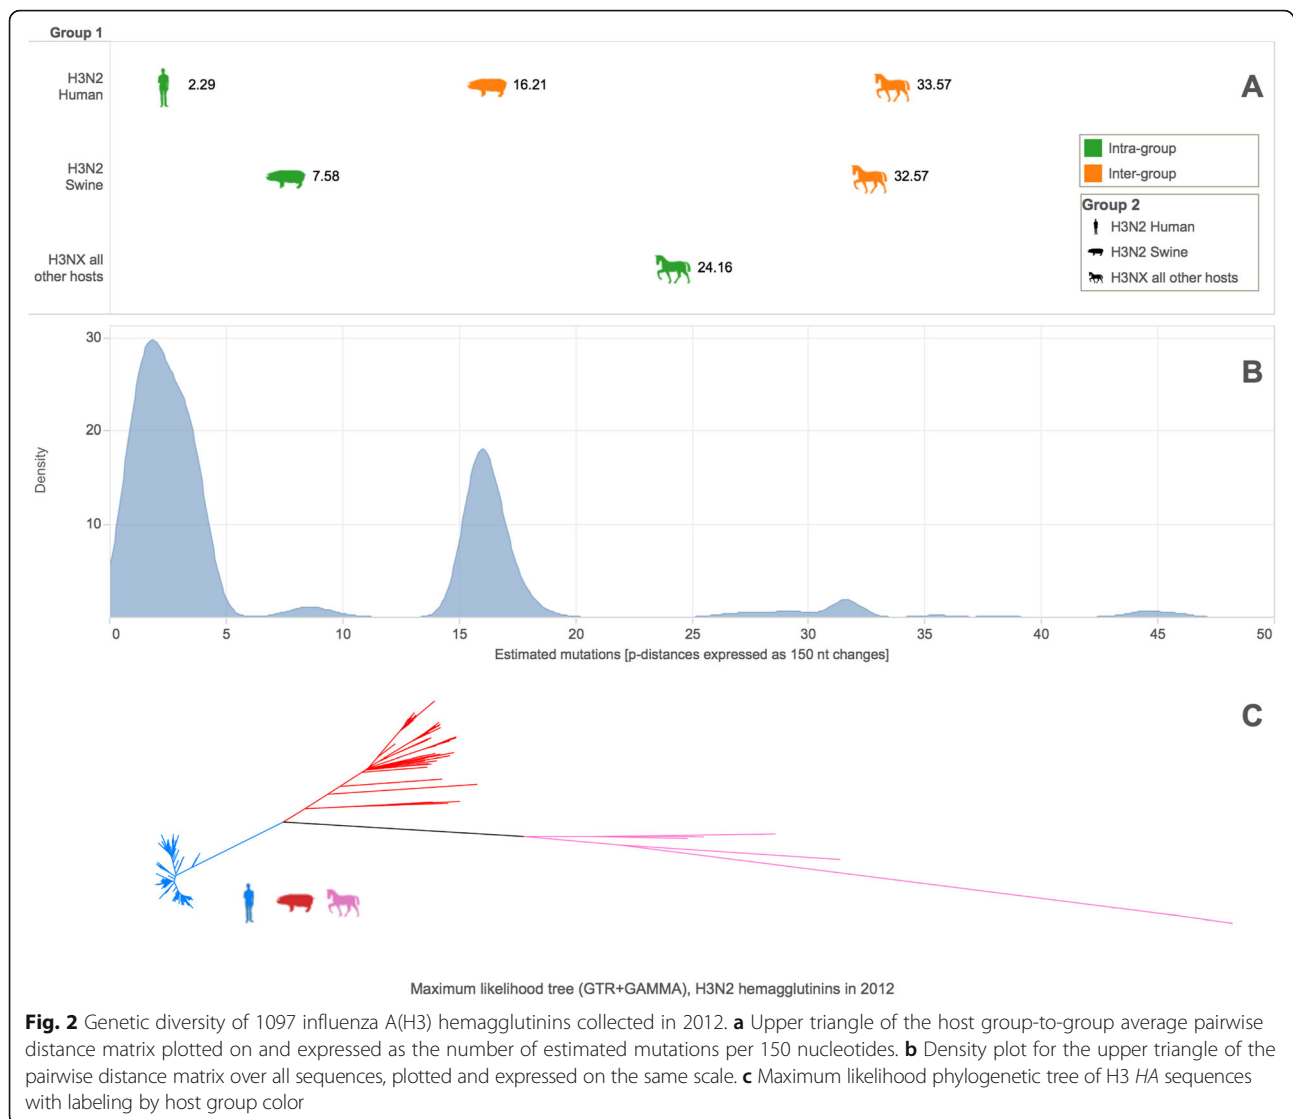 Group 1
A
H3N2
Human
2.29
16.21
33.57
H3N2
Swine
7.58
32.57
H3NX all
other hosts
24.16
Intra-group
Inter-group
Group 2
H3N2 Human
H3N2 Swine
H3NX all other hosts
B
Density
30
20
10
0 5 10 15 20 25 30 35 40 45 50
Estimated mutations [p-distances expressed as 150 nt changes]
C
Maximum likelihood tree (GTR+GAMMA), H3N2 hemagglutinins in 2012
Fig. 2 Genetic diversity of 1097 influenza A(H3) hemagglutinins collected in 2012. a Upper triangle of the host group-to-group average pairwise
distance matrix plotted on and expressed as the number of estimated mutations per 150 nucleotides. b Density plot for the upper triangle of the
pairwise distance matrix over all sequences, plotted and expressed on the same scale. c Maximum likelihood phylogenetic tree of H3 HA sequences
with labeling by host group color